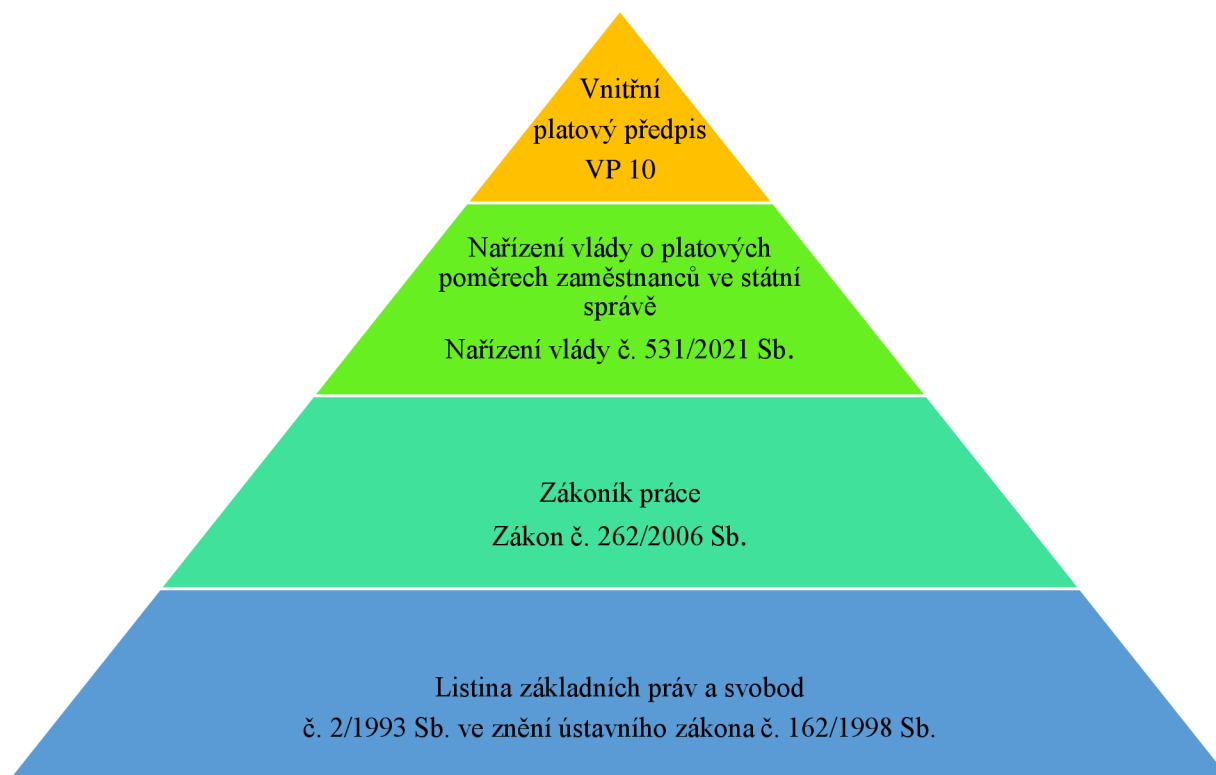 Vnitřní
platový předpis
VP 10
Nařízení vlády o platových
poměrech zaměstnanců ve státní
správě
Nařízení vlády č. 531/2021 Sb.
Zákoník práce
Zákon č. 262/2006 Sb.
Listina základních práv a svobod
č. 2/1993 Sb. ve znění ústavního zákona č. 162/1998 Sb.